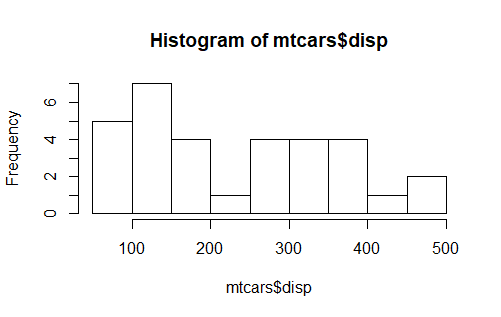 Histogram of mtcars$disp
Frequency
6
4
2
0
100 200 300 400 500
mtcars$disp